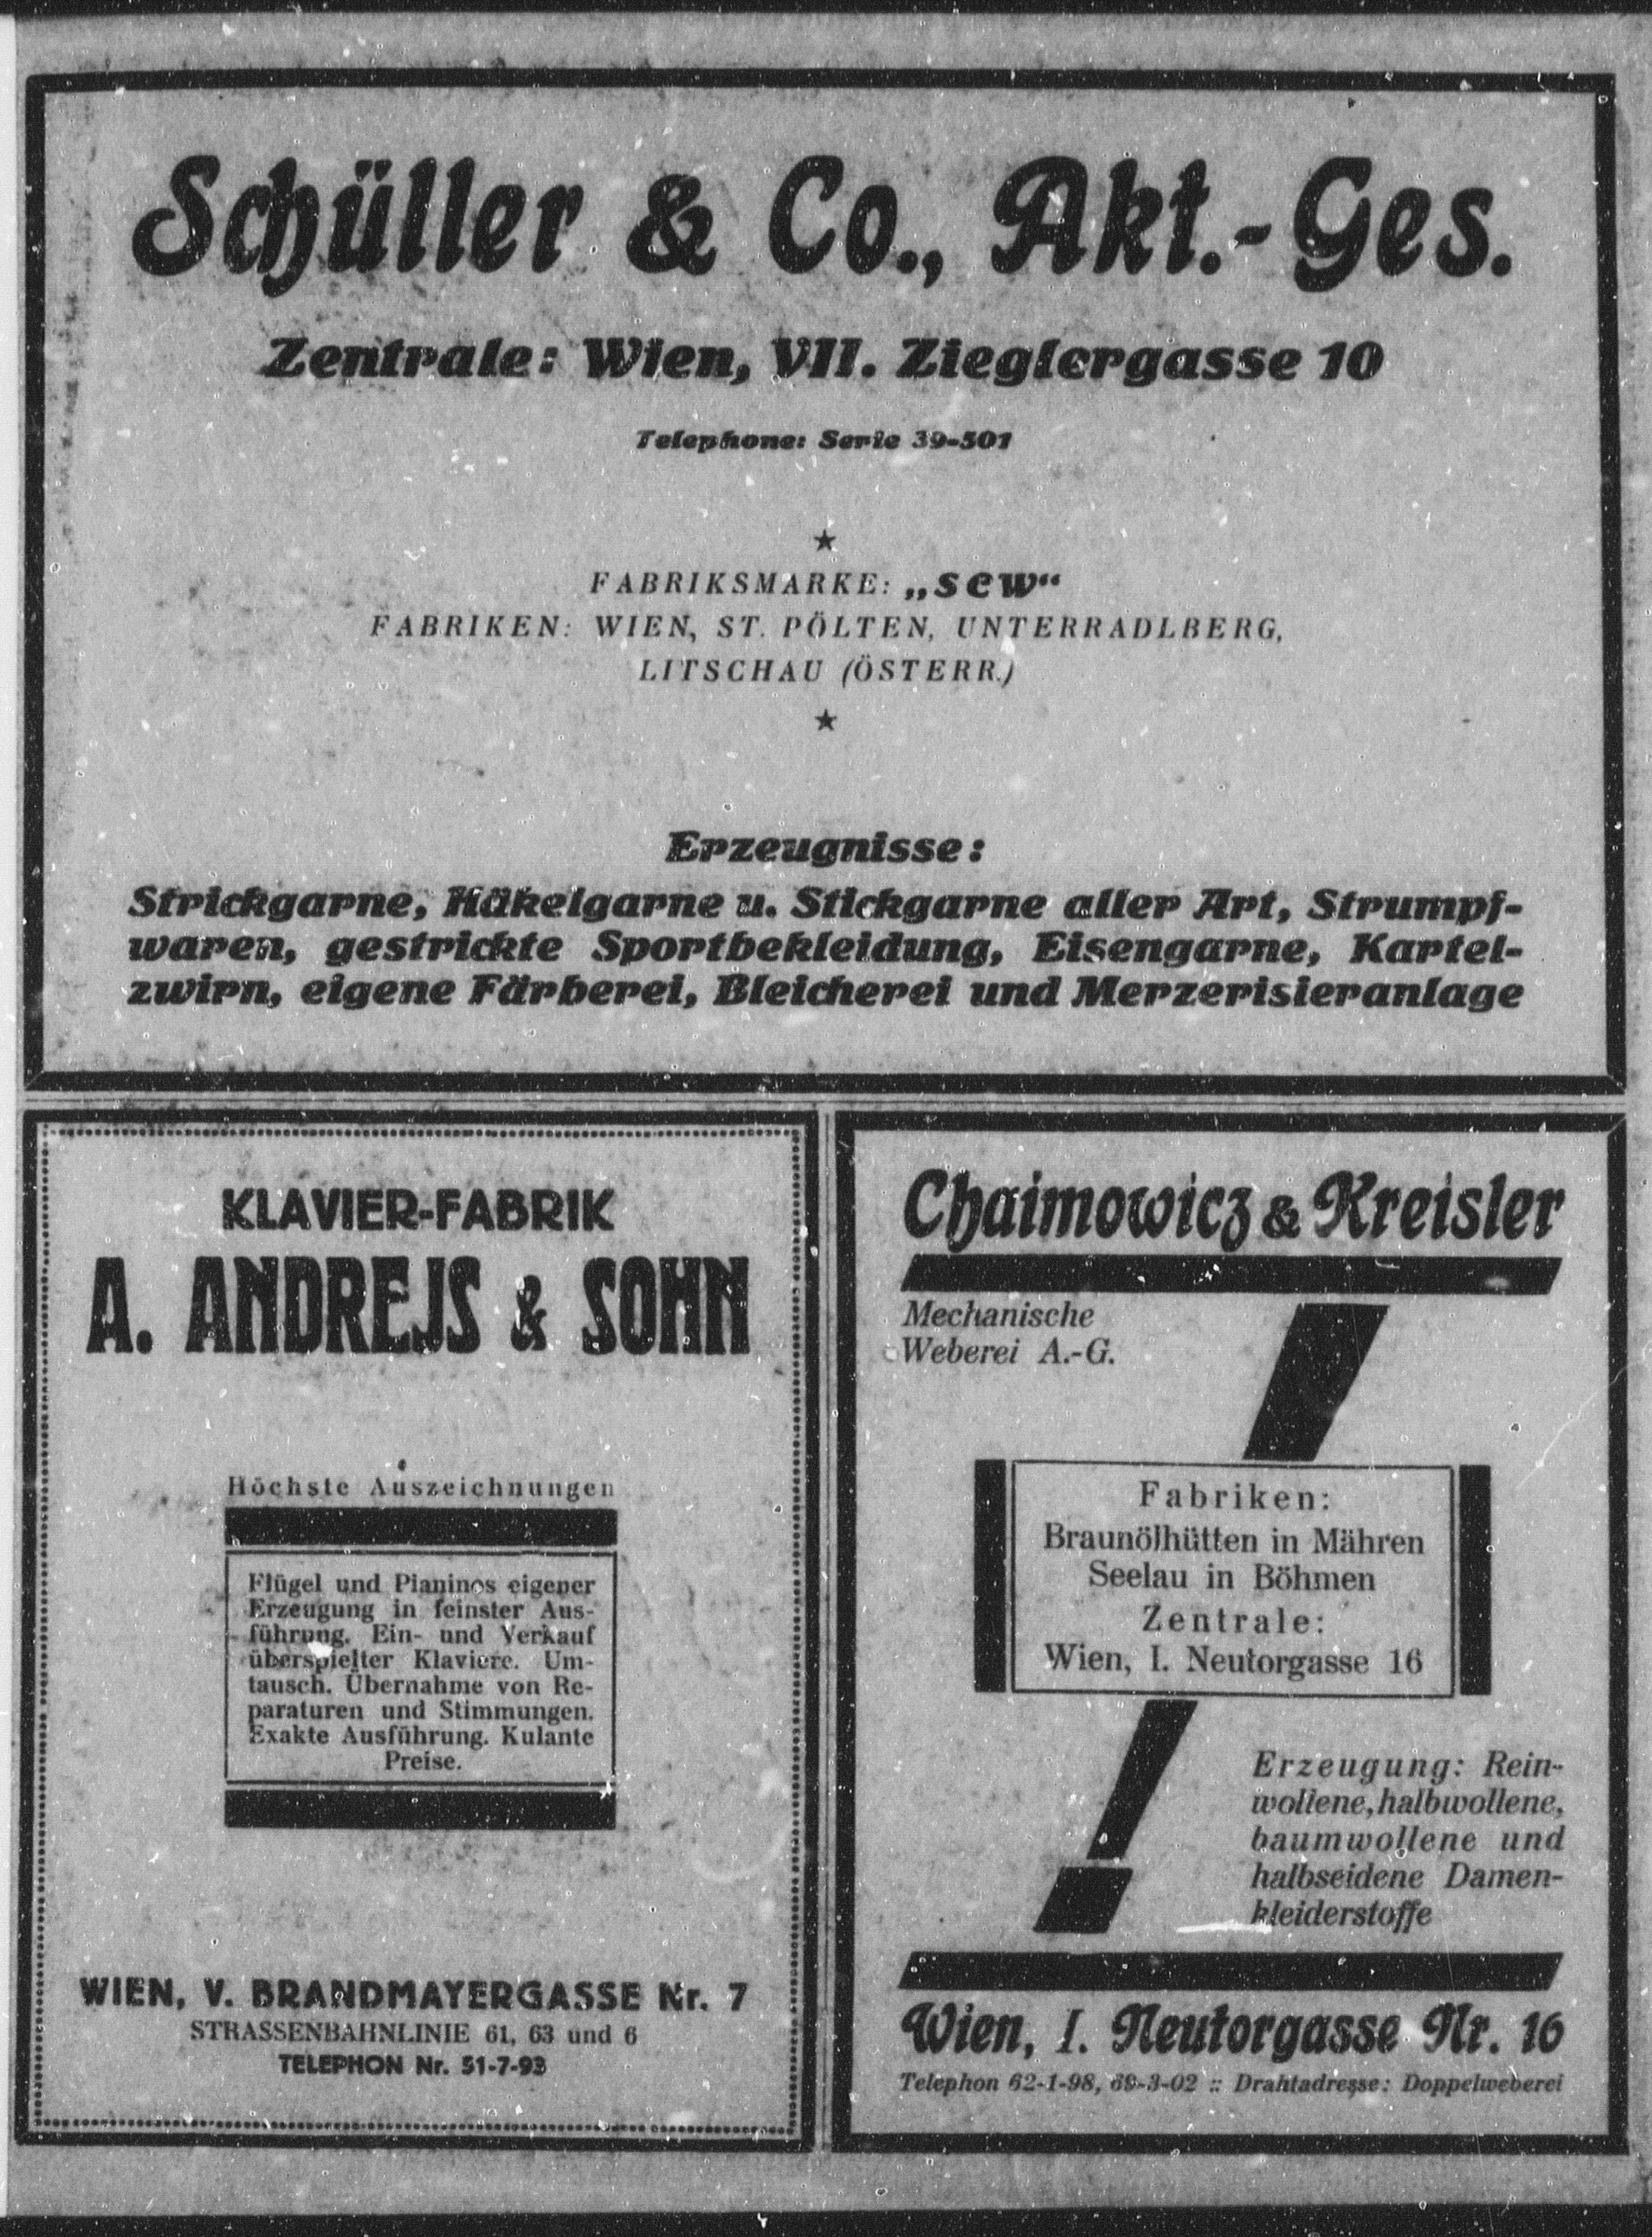 Schüller & Co., Akt.-Ges.
Zentrale: Wien, VII. Zieglergasse 10
Telephone: Serie 39-501
★
FABRIKSMARKE: „scw“
FABRIKEN: WIEN, ST. PÖLTEN, UNTERRADLBERG,
LITSCHAU (ÖSTERR.)
★
Erzeugnisse:
Strickgarne, Häkelgarne u. Stickgarne aller Art, Strumpf-
waren, gestrickte Sportbekleidung, Eisengarne, Kartel-
zwirn, eigene Färberei, Bleicherei und Merzerisieranlage
KLAVIER-FABRIK
A. ANDREJS & SOHN
Höchste Auszeichnungen
Flügel und Pianinos eigener
Erzeugung in feinster Aus-
führung. Ein- und Verkauf
überspielter Klaviere. Um-
tausch. Übernahme von Re-
paraturen und Stimmungen.
Exakte Ausführung. Kulante
Preise.
WIEN, V. BRANDMAYERGASSE Nr. 7
STRASSENBAHNLINIE 61, 63 und 6
TELEPHON Nr. 51-7-93
Chaimowicz & Kreisler
Mechanische
Weberei A.-G.
Fabriken:
Braunölhütten in Mähren
Seelau in Böhmen
Zentrale:
Wien, I. Neutorgasse 16
Erzeugung: Rein-
wollene, halbwollene,
baumwollene und
halbseidene Damen-
kleiderstoffe
Wien, I. Neutorgasse Nr. 16
Telephon 62-1-98, 69-3-02 :: Drahtadresse: Doppelweberei